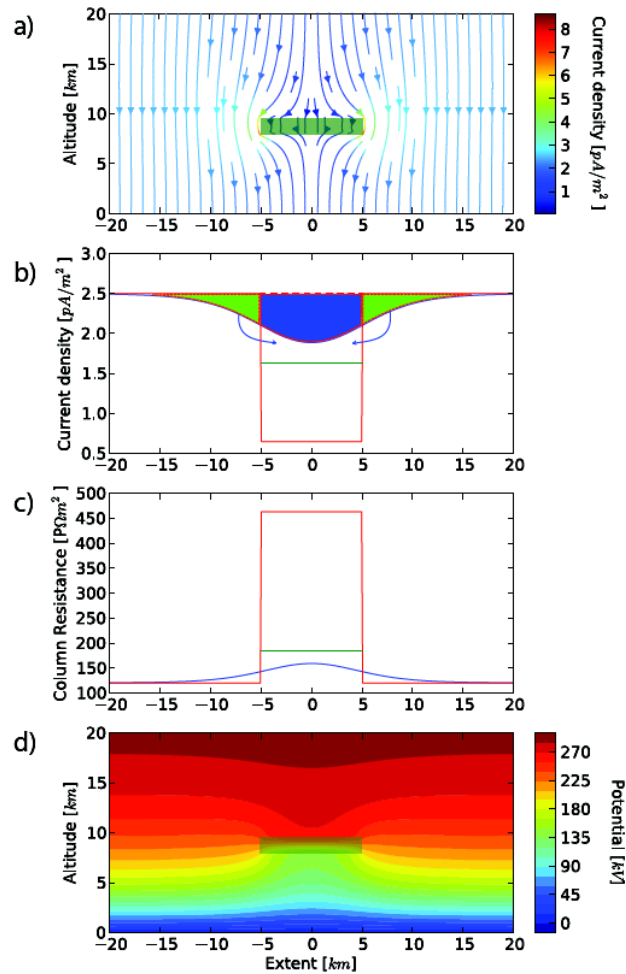 a)
20
15
10
5
0
Altitude [km]
−20 −15 −10 −5 0 5 10 15 20
8
7
6
5
4
3
2
1
Current density [pA/m²]
b)
3.0
2.5
2.0
1.5
1.0
0.5
Current density [pA/m²]
−20 −15 −10 −5 0 5 10 15 20
c)
500
450
400
350
300
250
200
150
100
Column Resistance [PΩm²]
−20 −15 −10 −5 0 5 10 15 20
d)
20
15
10
5
0
Altitude [km]
−20 −15 −10 −5 0 5 10 15 20
Extent [km]
270
225
180
135
90
45
0
Potential [kV]